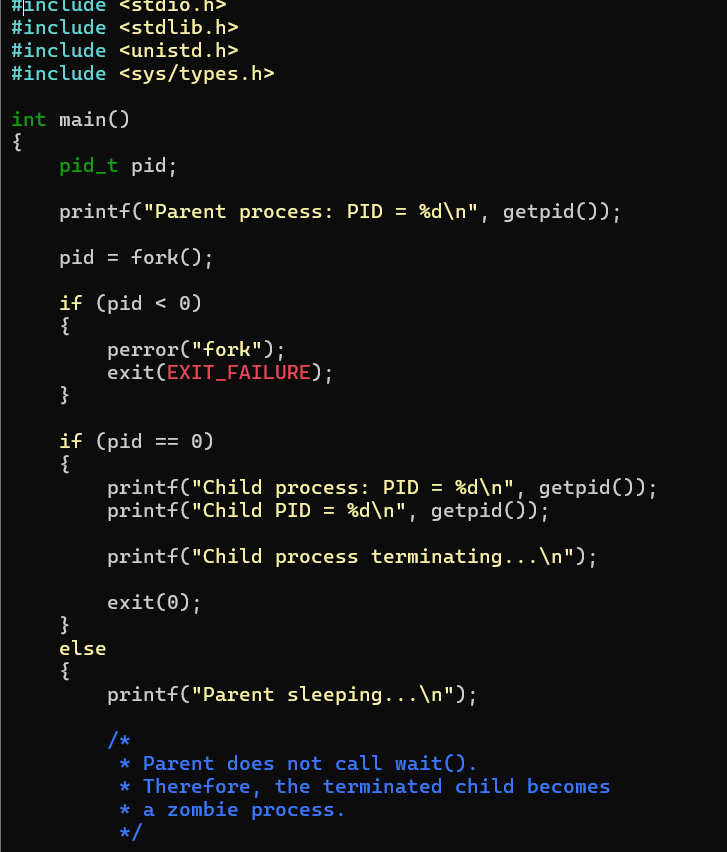 #include <stdio.h>
#include <stdlib.h>
#include <unistd.h>
#include <sys/types.h>

int main()
{
    pid_t pid;

    printf("Parent process: PID = %d\n", getpid());

    pid = fork();

    if (pid < 0)
    {
        perror("fork");
        exit(EXIT_FAILURE);
    }

    if (pid == 0)
    {
        printf("Child process: PID = %d\n", getpid());
        printf("Child PID = %d\n", getpid());

        printf("Child process terminating...\n");

        exit(0);
    }
    else
    {
        printf("Parent sleeping...\n");

        /*
         * Parent does not call wait().
         * Therefore, the terminated child becomes
         * a zombie process.
         */